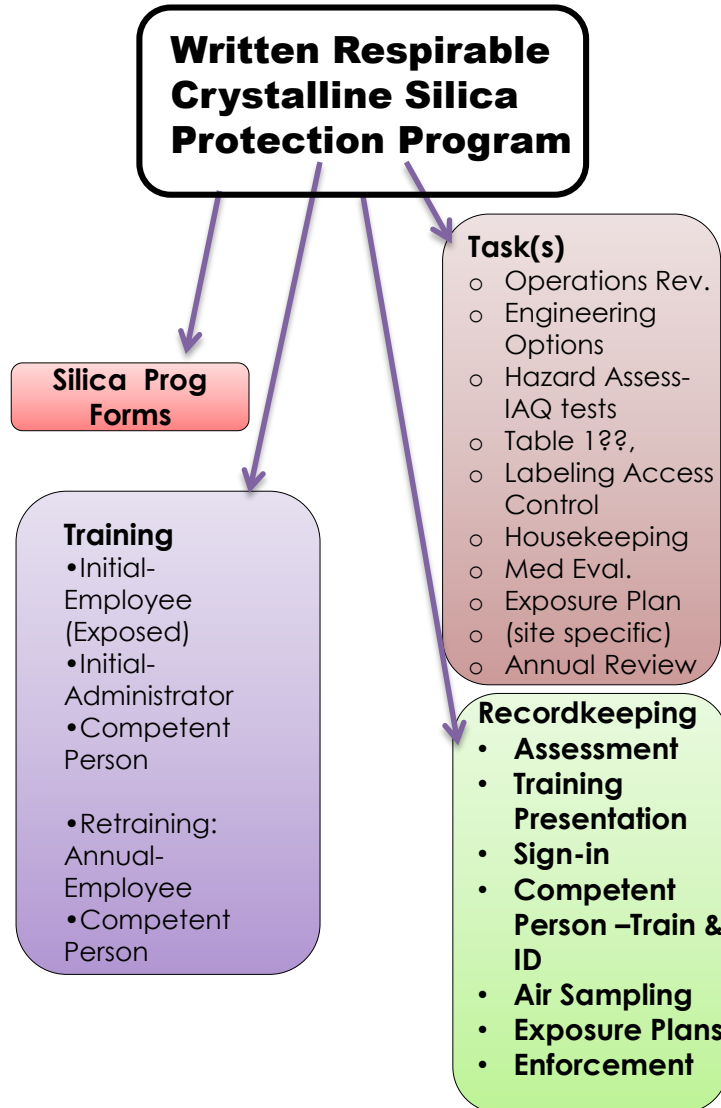 Written Respirable
Crystalline Silica
Protection Program
Silica Prog
Forms
Training
•Initial-
Employee
(Exposed)
•Initial-
Administrator
•Competent
Person
•Retraining:
Annual-
Employee
•Competent
Person
Task(s)
o Operations Rev.
o Engineering
Options
o Hazard Assess-
IAQ tests
o Table 1??,
o Labeling Access
Control
o Housekeeping
o Med Eval.
o Exposure Plan
o (site specific)
o Annual Review
Recordkeeping
• Assessment
• Training
Presentation
• Sign-in
• Competent
Person –Train &
ID
• Air Sampling
• Exposure Plans
• Enforcement